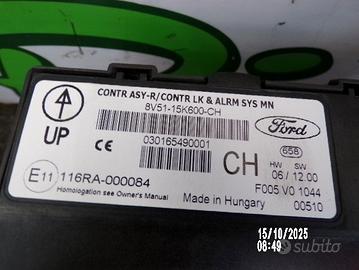 CONTR ASY-R/CONTR LK & ALRM SYS MN
8V51-15K600-CH
Ford
UP
CE
030165490001
CH
658
HW SW
06 / 12.00
E11 116RA-000084
F005 V0 1044
Homologation see Owner's Manual
Made in Hungary
00510
15/10/2025
08:49
subito